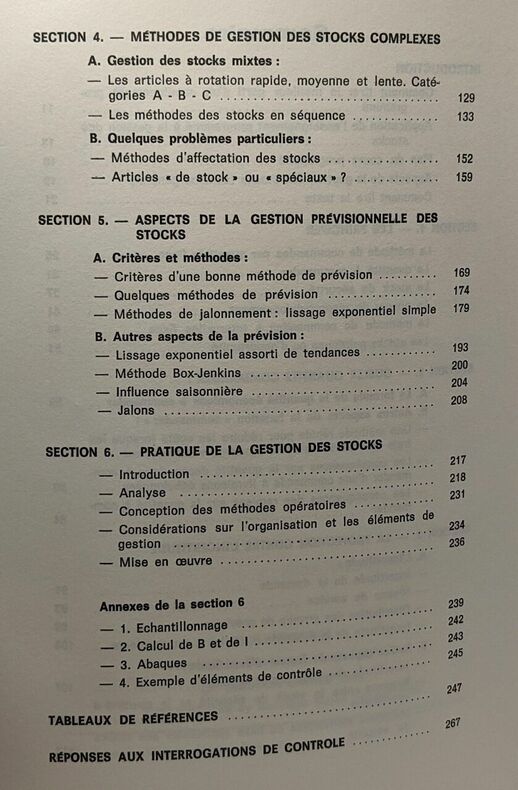 SECTION 4. — MÉTHODES DE GESTION DES STOCKS COMPLEXES
A. Gestion des stocks mixtes :
— Les articles à rotation rapide, moyenne et lente. Caté-
gories A - B - C .......................... 129
— Les méthodes des stocks en séquence .......... 133
B. Quelques problèmes particuliers :
— Méthodes d'affectation des stocks .............. 152
— Articles « de stock » ou « spéciaux » ? .......... 159
SECTION 5. — ASPECTS DE LA GESTION PRÉVISIONNELLE DES
STOCKS
A. Critères et méthodes :
— Critères d'une bonne méthode de prévision ...... 169
— Quelques méthodes de prévision .............. 174
— Méthodes de jalonnement : lissage exponentiel simple 179
B. Autres aspects de la prévision :
— Lissage exponentiel assorti de tendances .......... 193
— Méthode Box-Jenkins .......................... 200
— Influence saisonnière .......................... 204
— Jalons .......................... 208
SECTION 6. — PRATIQUE DE LA GESTION DES STOCKS
— Introduction .......................... 217
— Analyse .......................... 218
— Conception des méthodes opératoires .............. 231
— Considérations sur l'organisation et les éléments de
gestion .......................... 234
— Mise en œuvre .......................... 236
Annexes de la section 6
— 1. Echantillonnage .......................... 239
— 2. Calcul de B et de I .......................... 242
— 3. Abaques .......................... 243
— 4. Exemple d'éléments de contrôle .............. 245
TABLEAUX DE RÉFÉRENCES .......................... 247
RÉPONSES AUX INTERROGATIONS DE CONTROLE ............ 267